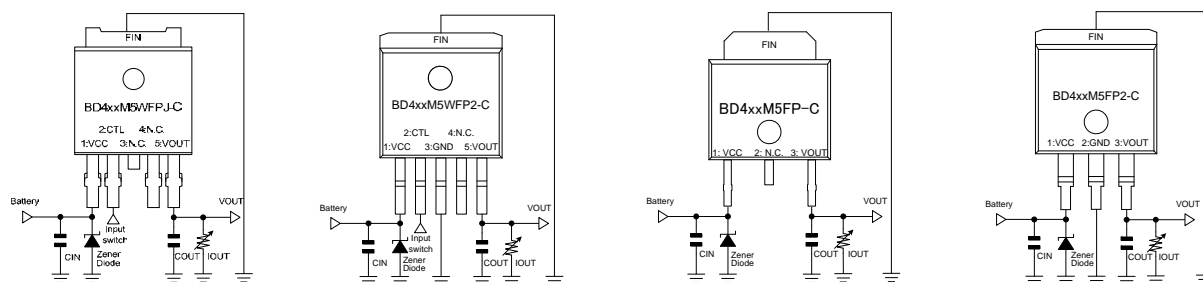 FIN
BD4xxM5WFPJ-C
2:CTL 4:N.C.
1:VCC 3:N.C. 5:VOUT
Battery
VOUT
Input
switch
CIN
Zener
Diode
COUT
IOUT
FIN
BD4xxM5WFP2-C
2:CTL 4:N.C.
1:VCC 3:GND 5:VOUT
Battery
VOUT
Input
switch
CIN
Zener
Diode
COUT
IOUT
FIN
BD4xxM5FP-C
1: VCC 2: N.C. 3: VOUT
Battery
VOUT
CIN
Zener
Diode
COUT
IOUT
FIN
BD4xxM5FP2-C
1:VCC 2:GND 3:VOUT
Battery
VOUT
CIN
Zener
Diode
COUT
IOUT